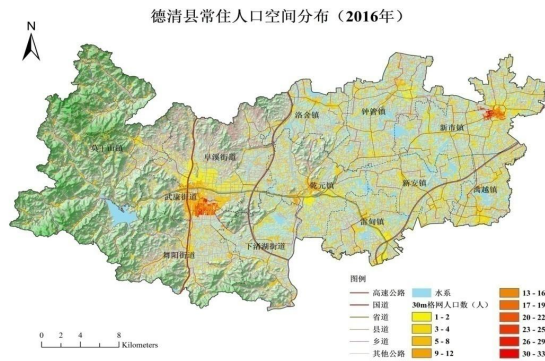 德清县常住人口空间分布（2016年）
N
钟管镇
洛舍镇
新市镇
莫干山镇
阜溪街道
武康街道
乾元镇
新安镇
禹越镇
雷甸镇
下渚湖街道
舞阳街道
图例
高速公路
国道
省道
县道
乡道
其他公路
水系
30m格网人口数（人）
1 - 2
3 - 4
5 - 8
9 - 12
13 - 16
17 - 19
20 - 22
23 - 25
26 - 29
30 - 33
0 2 4 8
Kilometers